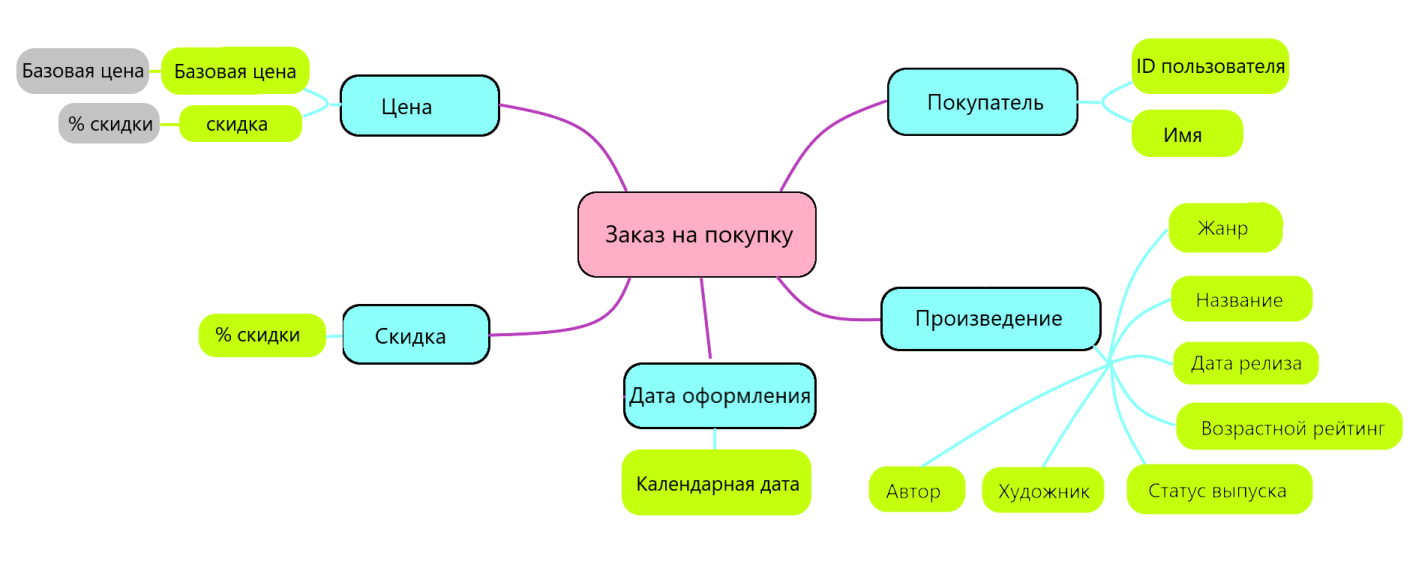 Базовая цена
Базовая цена
% скидки
скидка
Цена
Покупатель
ID пользователя
Имя
Заказ на покупку
Жанр
Название
Произведение
Дата релиза
Возрастной рейтинг
Статус выпуска
Художник
Автор
% скидки
Скидка
Дата оформления
Календарная дата